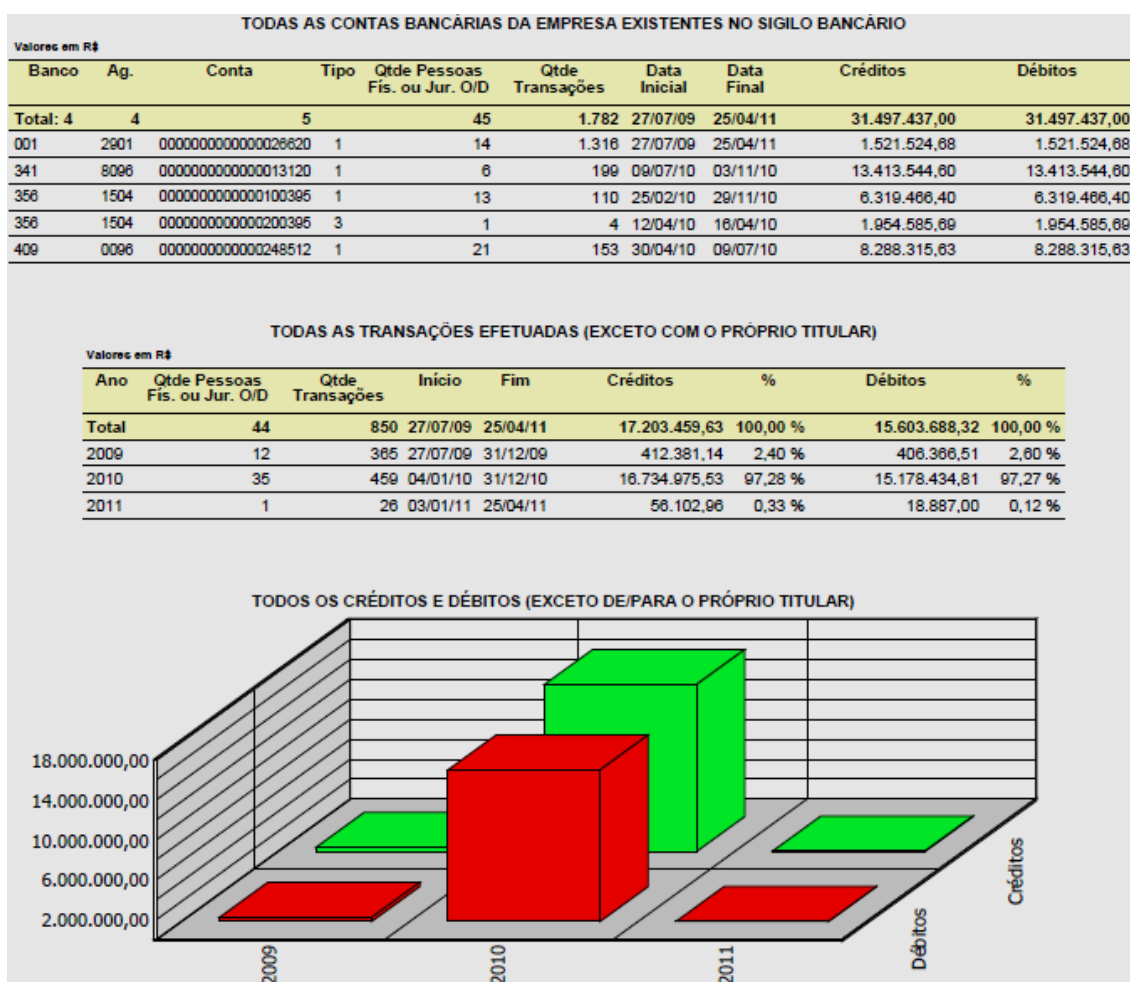 TODAS AS CONTAS BANCÁRIAS DA EMPRESA EXISTENTES NO SIGILO BANCÁRIO
Valores em R$
Banco Ag. Conta Tipo Qtde Pessoas Fís. ou Jur. O/D Qtde Transações Data Inicial Data Final Créditos Débitos
Total: 4 4 5 45 1.782 27/07/09 25/04/11 31.497.437,00 31.497.437,00
001 2901 0000000000000026620 1 14 1.316 27/07/09 25/04/11 1.521.524,68 1.521.524,68
341 8096 0000000000000013120 1 6 199 09/07/10 03/11/10 13.413.544,60 13.413.544,60
356 1504 0000000000000100395 1 13 110 25/02/10 29/11/10 6.319.466,40 6.319.466,40
356 1504 0000000000000200395 3 1 4 12/04/10 16/04/10 1.954.585,69 1.954.585,69
409 0096 0000000000000248512 1 21 153 30/04/10 09/07/10 8.288.315,63 8.288.315,63
TODAS AS TRANSAÇÕES EFETUADAS (EXCETO COM O PRÓPRIO TITULAR)
Valores em R$
Ano Qtde Pessoas Fís. ou Jur. O/D Qtde Transações Início Fim Créditos % Débitos %
Total 44 850 27/07/09 25/04/11 17.203.459,63 100,00 % 15.603.688,32 100,00 %
2009 12 365 27/07/09 31/12/09 412.381,14 2,40 % 406.366,51 2,60 %
2010 35 459 04/01/10 31/12/10 16.734.975,53 97,28 % 15.178.434,81 97,27 %
2011 1 26 03/01/11 25/04/11 56.102,96 0,33 % 18.887,00 0,12 %
TODOS OS CRÉDITOS E DÉBITOS (EXCETO DE/PARA O PRÓPRIO TITULAR)
18.000.000,00
14.000.000,00
10.000.000,00
6.000.000,00
2.000.000,00
2009
2010
2011
Débitos
Créditos